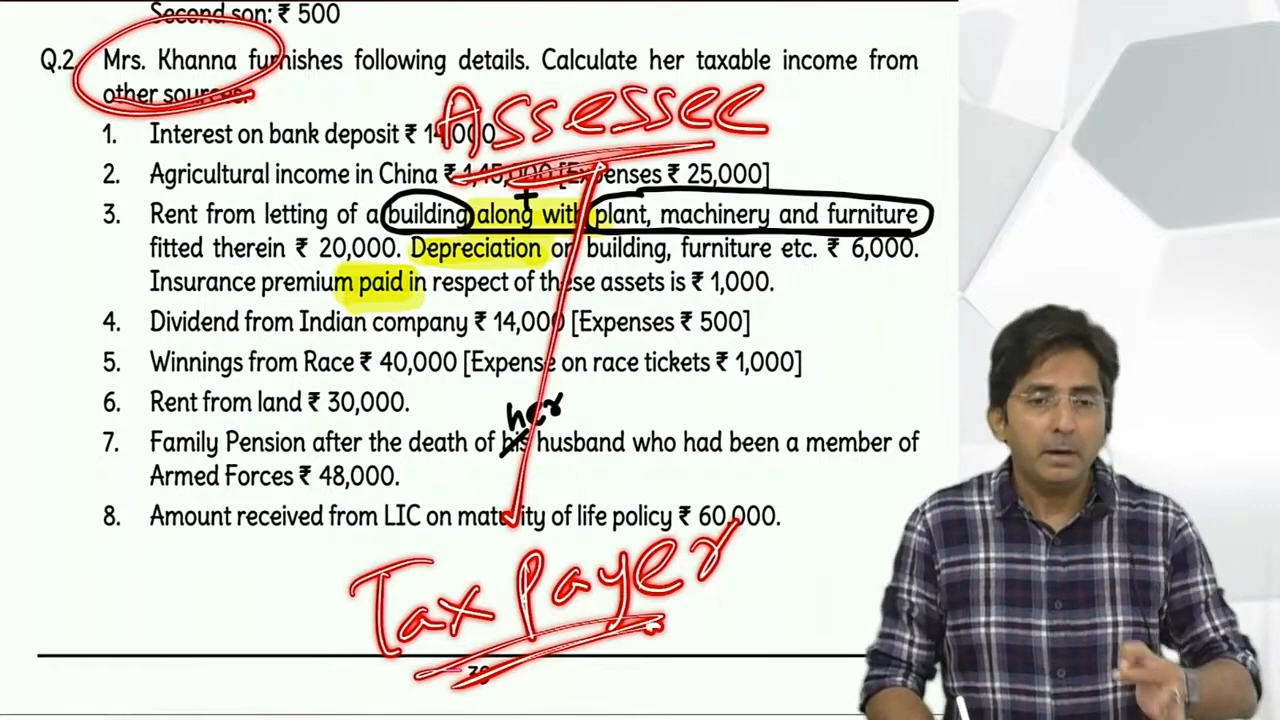 Second son: ₹ 500
Q.2 Mrs. Khanna furnishes following details. Calculate her taxable income from
other sources.
Assessee
1. Interest on bank deposit ₹ 14,000
2. Agricultural income in China ₹ 1,45,000 [Expenses ₹ 25,000]
+
3. Rent from letting of a building along with plant, machinery and furniture
fitted therein ₹ 20,000. Depreciation on building, furniture etc. ₹ 6,000.
Insurance premium paid in respect of these assets is ₹ 1,000.
4. Dividend from Indian company ₹ 14,000 [Expenses ₹ 500]
5. Winnings from Race ₹ 40,000 [Expense on race tickets ₹ 1,000]
6. Rent from land ₹ 30,000.
her
7. Family Pension after the death of his husband who had been a member of
Armed Forces ₹ 48,000.
8. Amount received from LIC on maturity of life policy ₹ 60,000.
Tax Payer